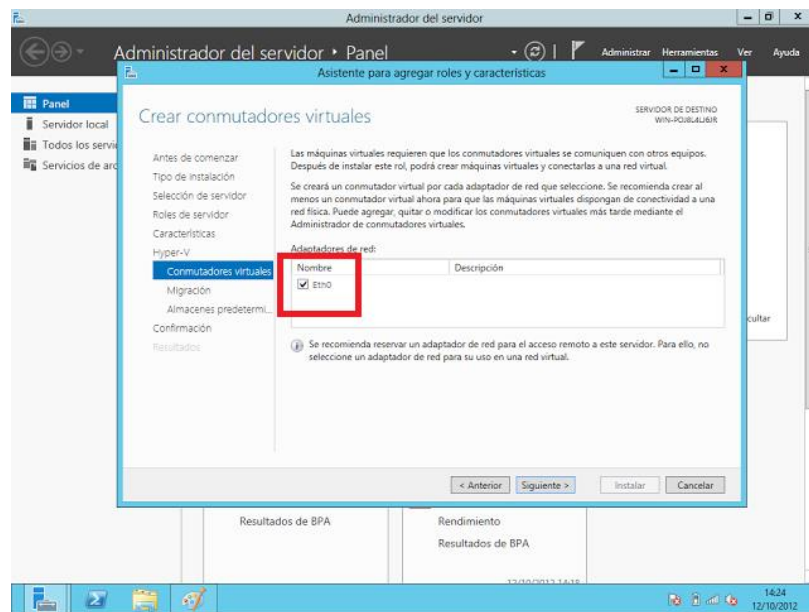 Administrador del servidor
Administrador del servidor • Panel
Administrar Herramientas Ver Ayuda
Asistente para agregar roles y características
Panel
Servidor local
Todos los servi
Servicios de arc
Crear conmutadores virtuales
SERVIDOR DE DESTINO
Antes de comenzar
Tipo de instalación
Selección de servidor
Roles de servidor
Características
Hyper-V
Conmutadores virtuales
Migración
Almacenes predetermi...
Confirmación
Resultados
Las máquinas virtuales requieren que los conmutadores virtuales se comuniquen con otros equipos.
Después de instalar este rol, podrá crear máquinas virtuales y conectarlas a una red virtual.
Se creará un conmutador virtual por cada adaptador de red que seleccione. Se recomienda crear al
menos un conmutador virtual ahora para que las máquinas virtuales dispongan de conectividad a una
red física. Puede agregar, quitar o modificar los conmutadores virtuales más tarde mediante el
Administrador de conmutadores virtuales.
Adaptadores de red:
Nombre Descripción
Eth0
Se recomienda reservar un adaptador de red para el acceso remoto a este servidor. Para ello, no
seleccione un adaptador de red para su uso en una red virtual.
cultar
< Anterior Siguiente > Instalar Cancelar
Resultados de BPA
Rendimiento
Resultados de BPA
12/10/2012 14:18
14:24
12/10/2012